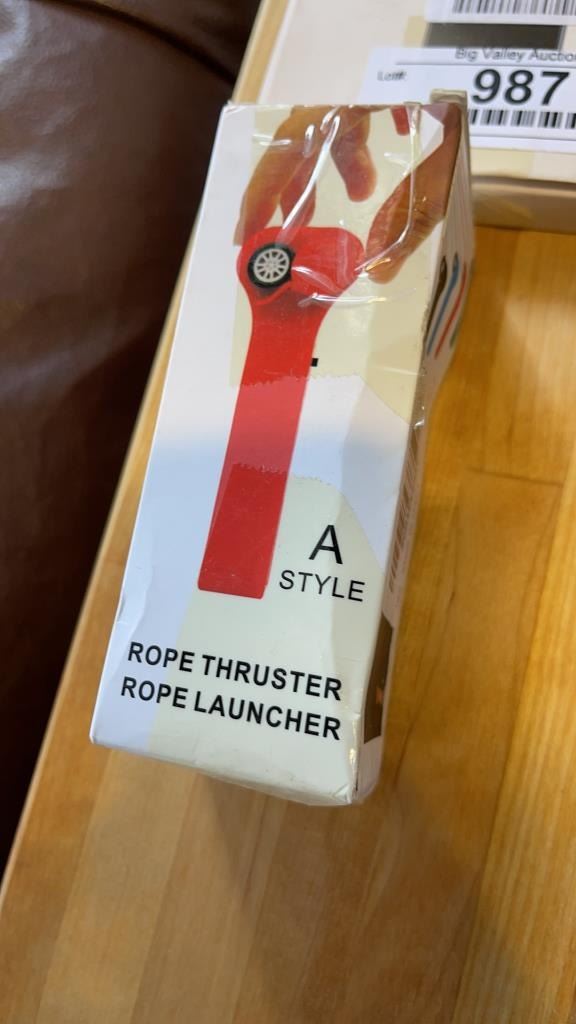 Big Valley Auction
Lot#:
987
A
STYLE
ROPE THRUSTER
ROPE LAUNCHER